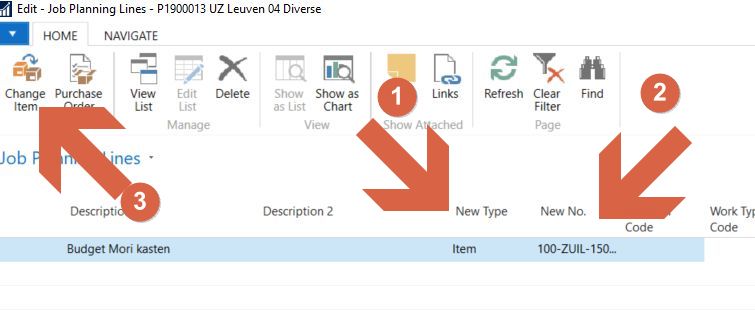 Edit - Job Planning Lines - P1900013 UZ Leuven 04 Diverse
HOME NAVIGATE
Change Item
Purchase Order
View List
Edit List
Delete
Show as List
Show as Chart
Links
Refresh
Clear Filter
Find
Manage View Show Attached Page
1
2
3
Job Planning Lines
Description 2 New Type New No. Code Work Typ Code
Budget Mori kasten Item 100-ZUIL-150...